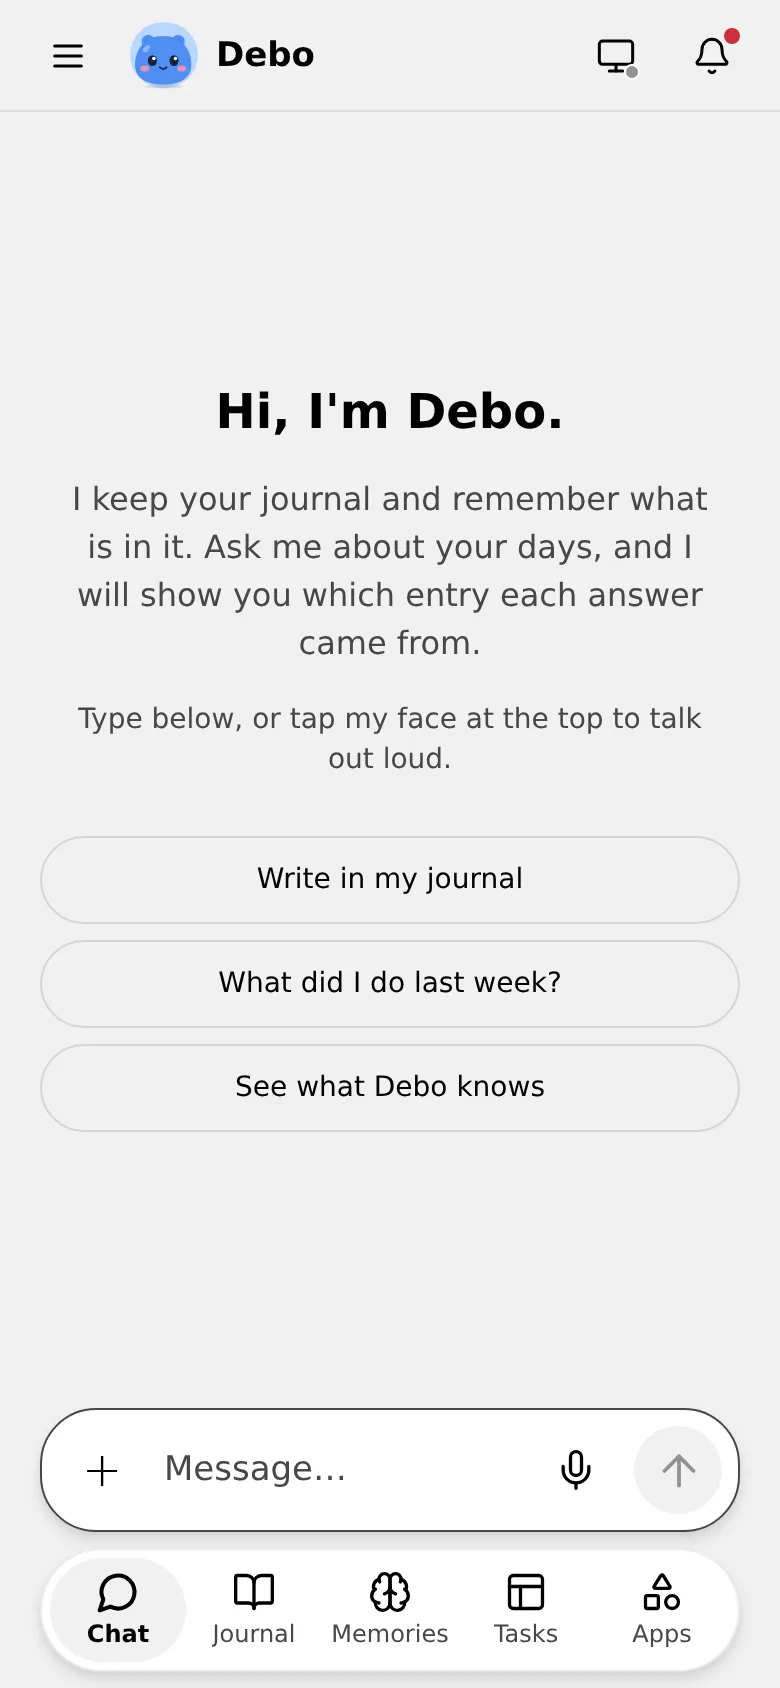 Debo
Hi, I'm Debo.
I keep your journal and remember what
is in it. Ask me about your days, and I
will show you which entry each answer
came from.
Type below, or tap my face at the top to talk
out loud.
Write in my journal
What did I do last week?
See what Debo knows
Message...
Chat
Journal
Memories
Tasks
Apps